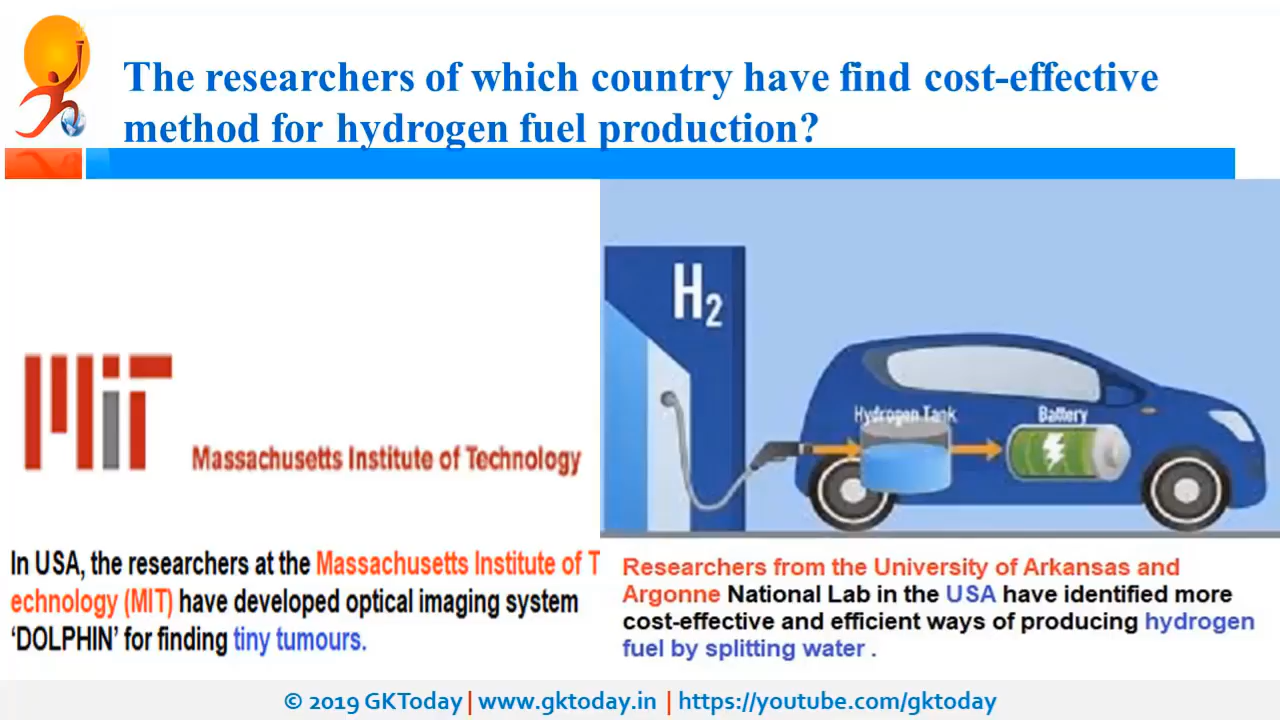 The researchers of which country have find cost-effective
method for hydrogen fuel production?
MiT
Massachusetts Institute of Technology
In USA, the researchers at the Massachusetts Institute of T
echnology (MIT) have developed optical imaging system
‘DOLPHIN’ for finding tiny tumours.
H2
Hydrogen Tank
Battery
Researchers from the University of Arkansas and
Argonne National Lab in the USA have identified more
cost-effective and efficient ways of producing hydrogen
fuel by splitting water .
© 2019 GKToday | www.gktoday.in | https://youtube.com/gktoday